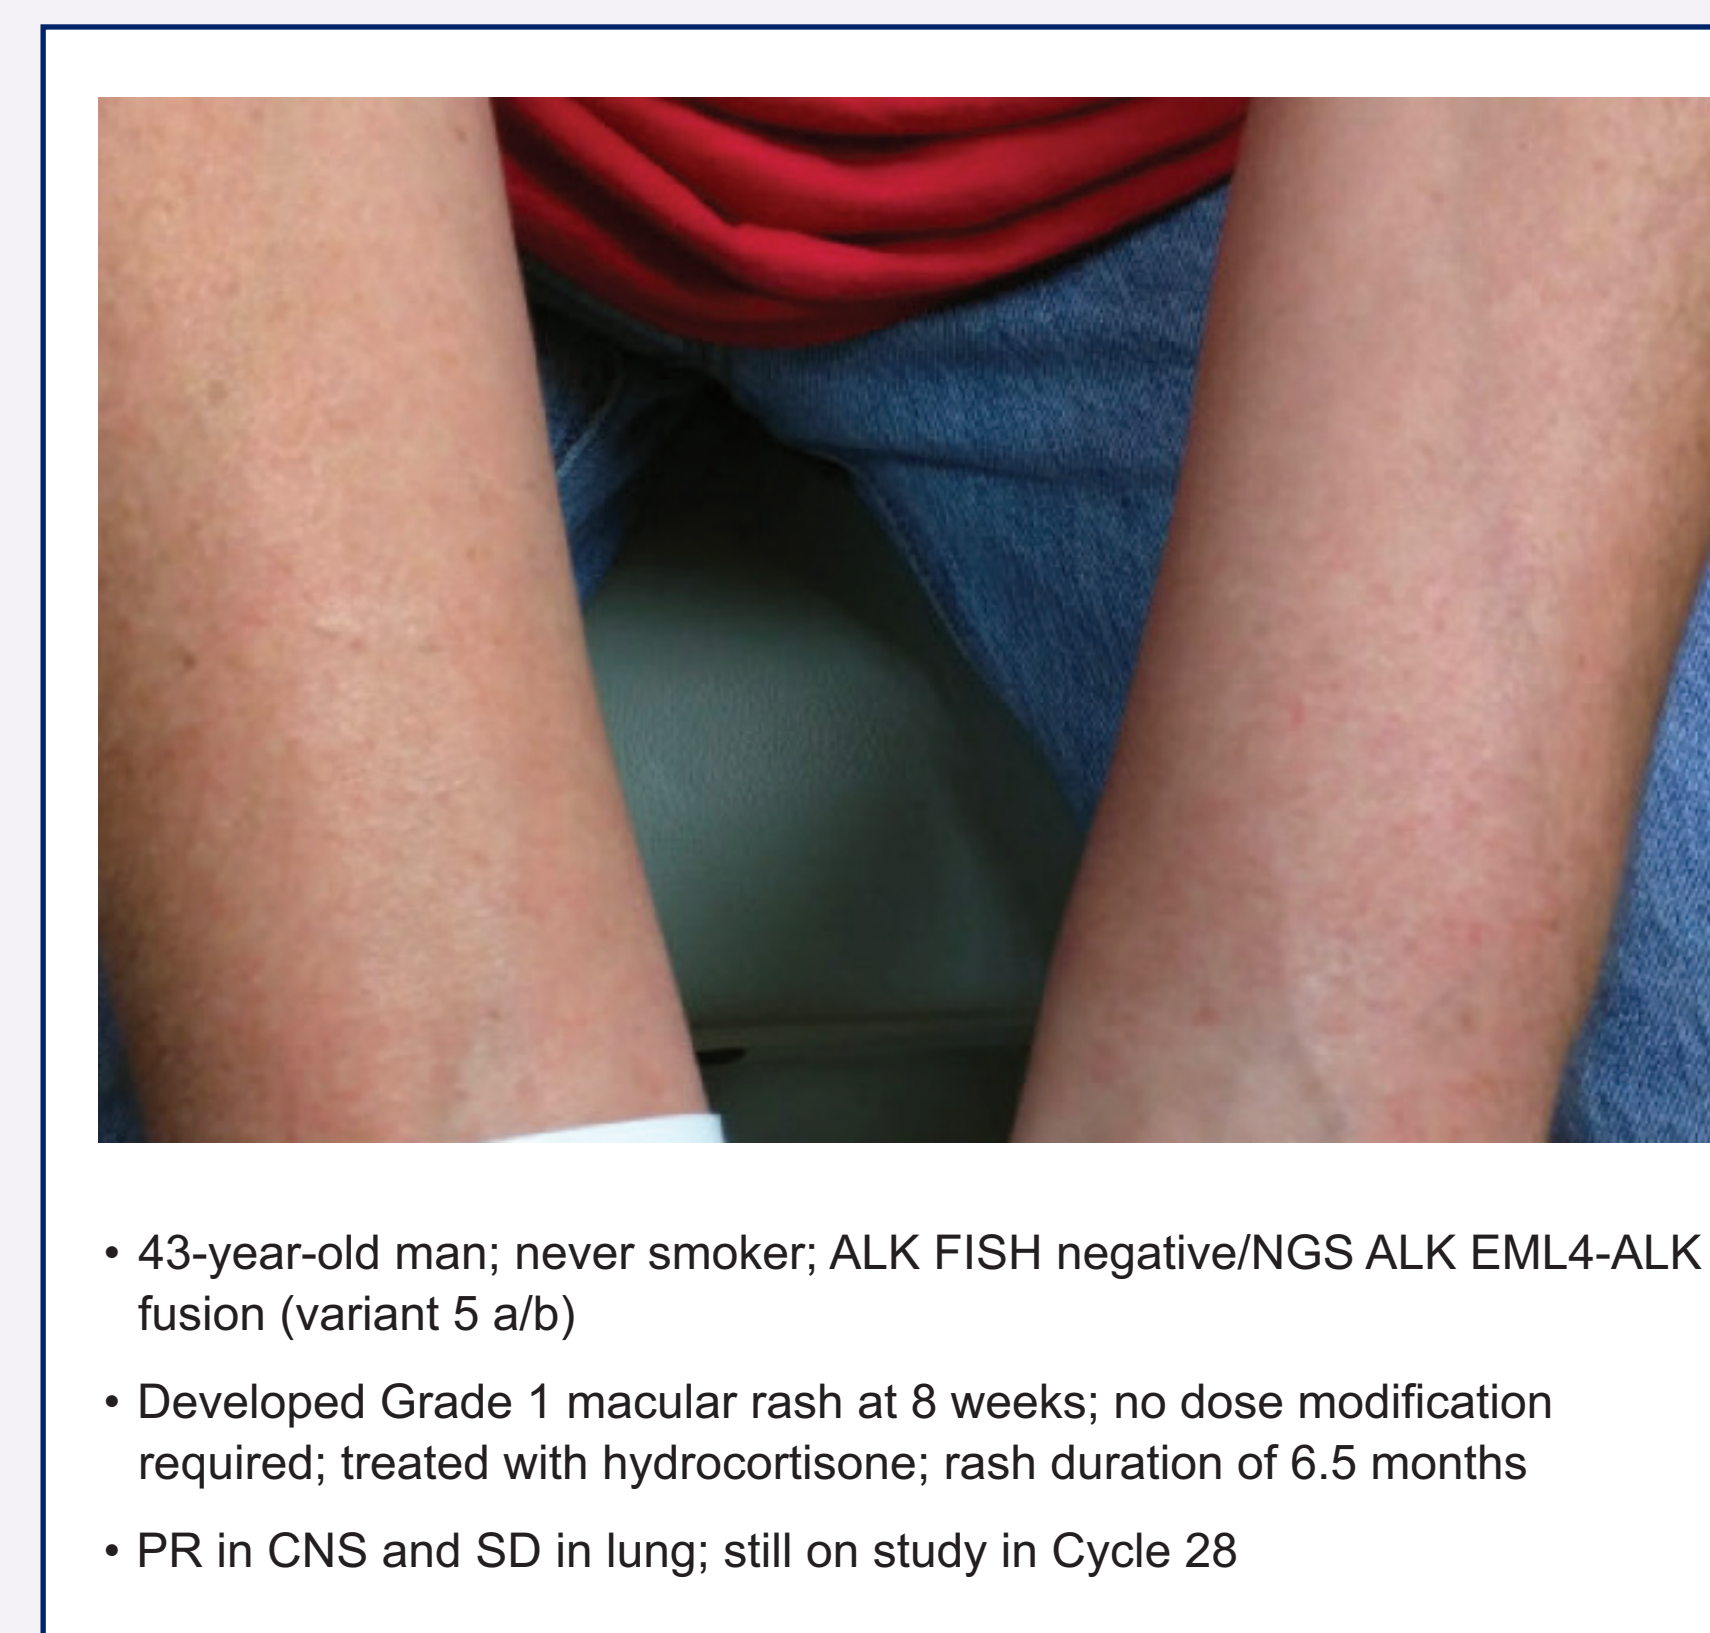 • 43-year-old man; never smoker; ALK FISH negative/NGS ALK EML4-ALK
fusion (variant 5 a/b)
• Developed Grade 1 macular rash at 8 weeks; no dose modification
required; treated with hydrocortisone; rash duration of 6.5 months
• PR in CNS and SD in lung; still on study in Cycle 28